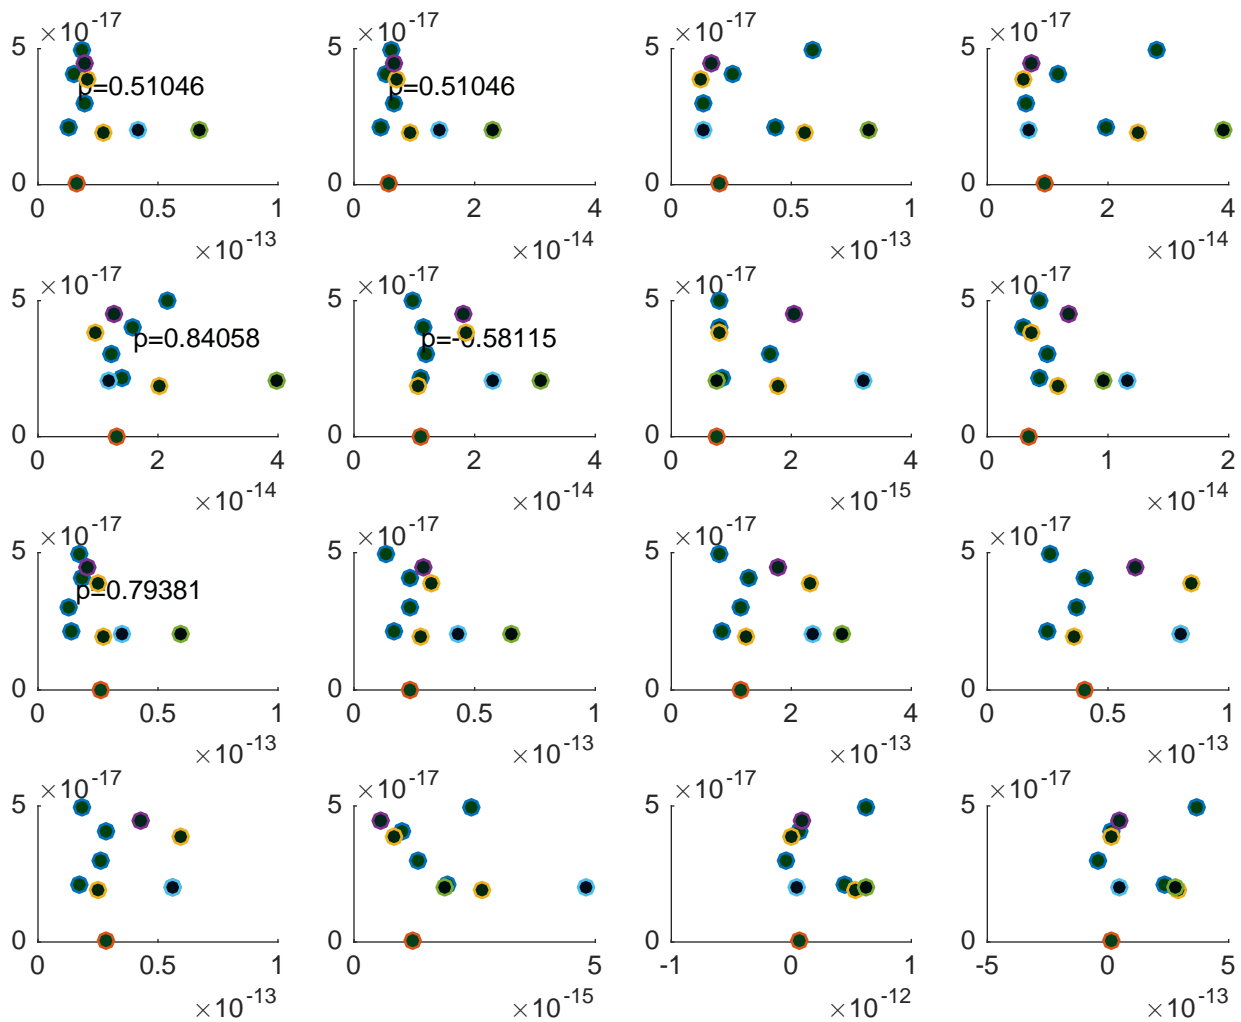 ×10-17 ×10-17 ×10-17 ×10-17
5 5 5 5
p=0.51046 p=0.51046
0 0 0 0
0 0.5 1 0 2 4 0 0.5 1 0 2 4
×10-13 ×10-14 ×10-13 ×10-14
×10-17 ×10-17 ×10-17 ×10-17
5 5 5 5
p=0.84058 p=-0.58115
0 0 0 0
0 2 4 0 2 4 0 2 4 0 1 2
×10-14 ×10-14 ×10-15 ×10-14
×10-17 ×10-17 ×10-17 ×10-17
5 5 5 5
p=0.79381
0 0 0 0
0 0.5 1 0 0.5 1 0 2 4 0 0.5 1
×10-13 ×10-13 ×10-13 ×10-13
×10-17 ×10-17 ×10-17 ×10-17
5 5 5 5
0 0 0 0
0 0.5 1 0 5 -1 0 1 -5 0 5
×10-13 ×10-15 ×10-12 ×10-13